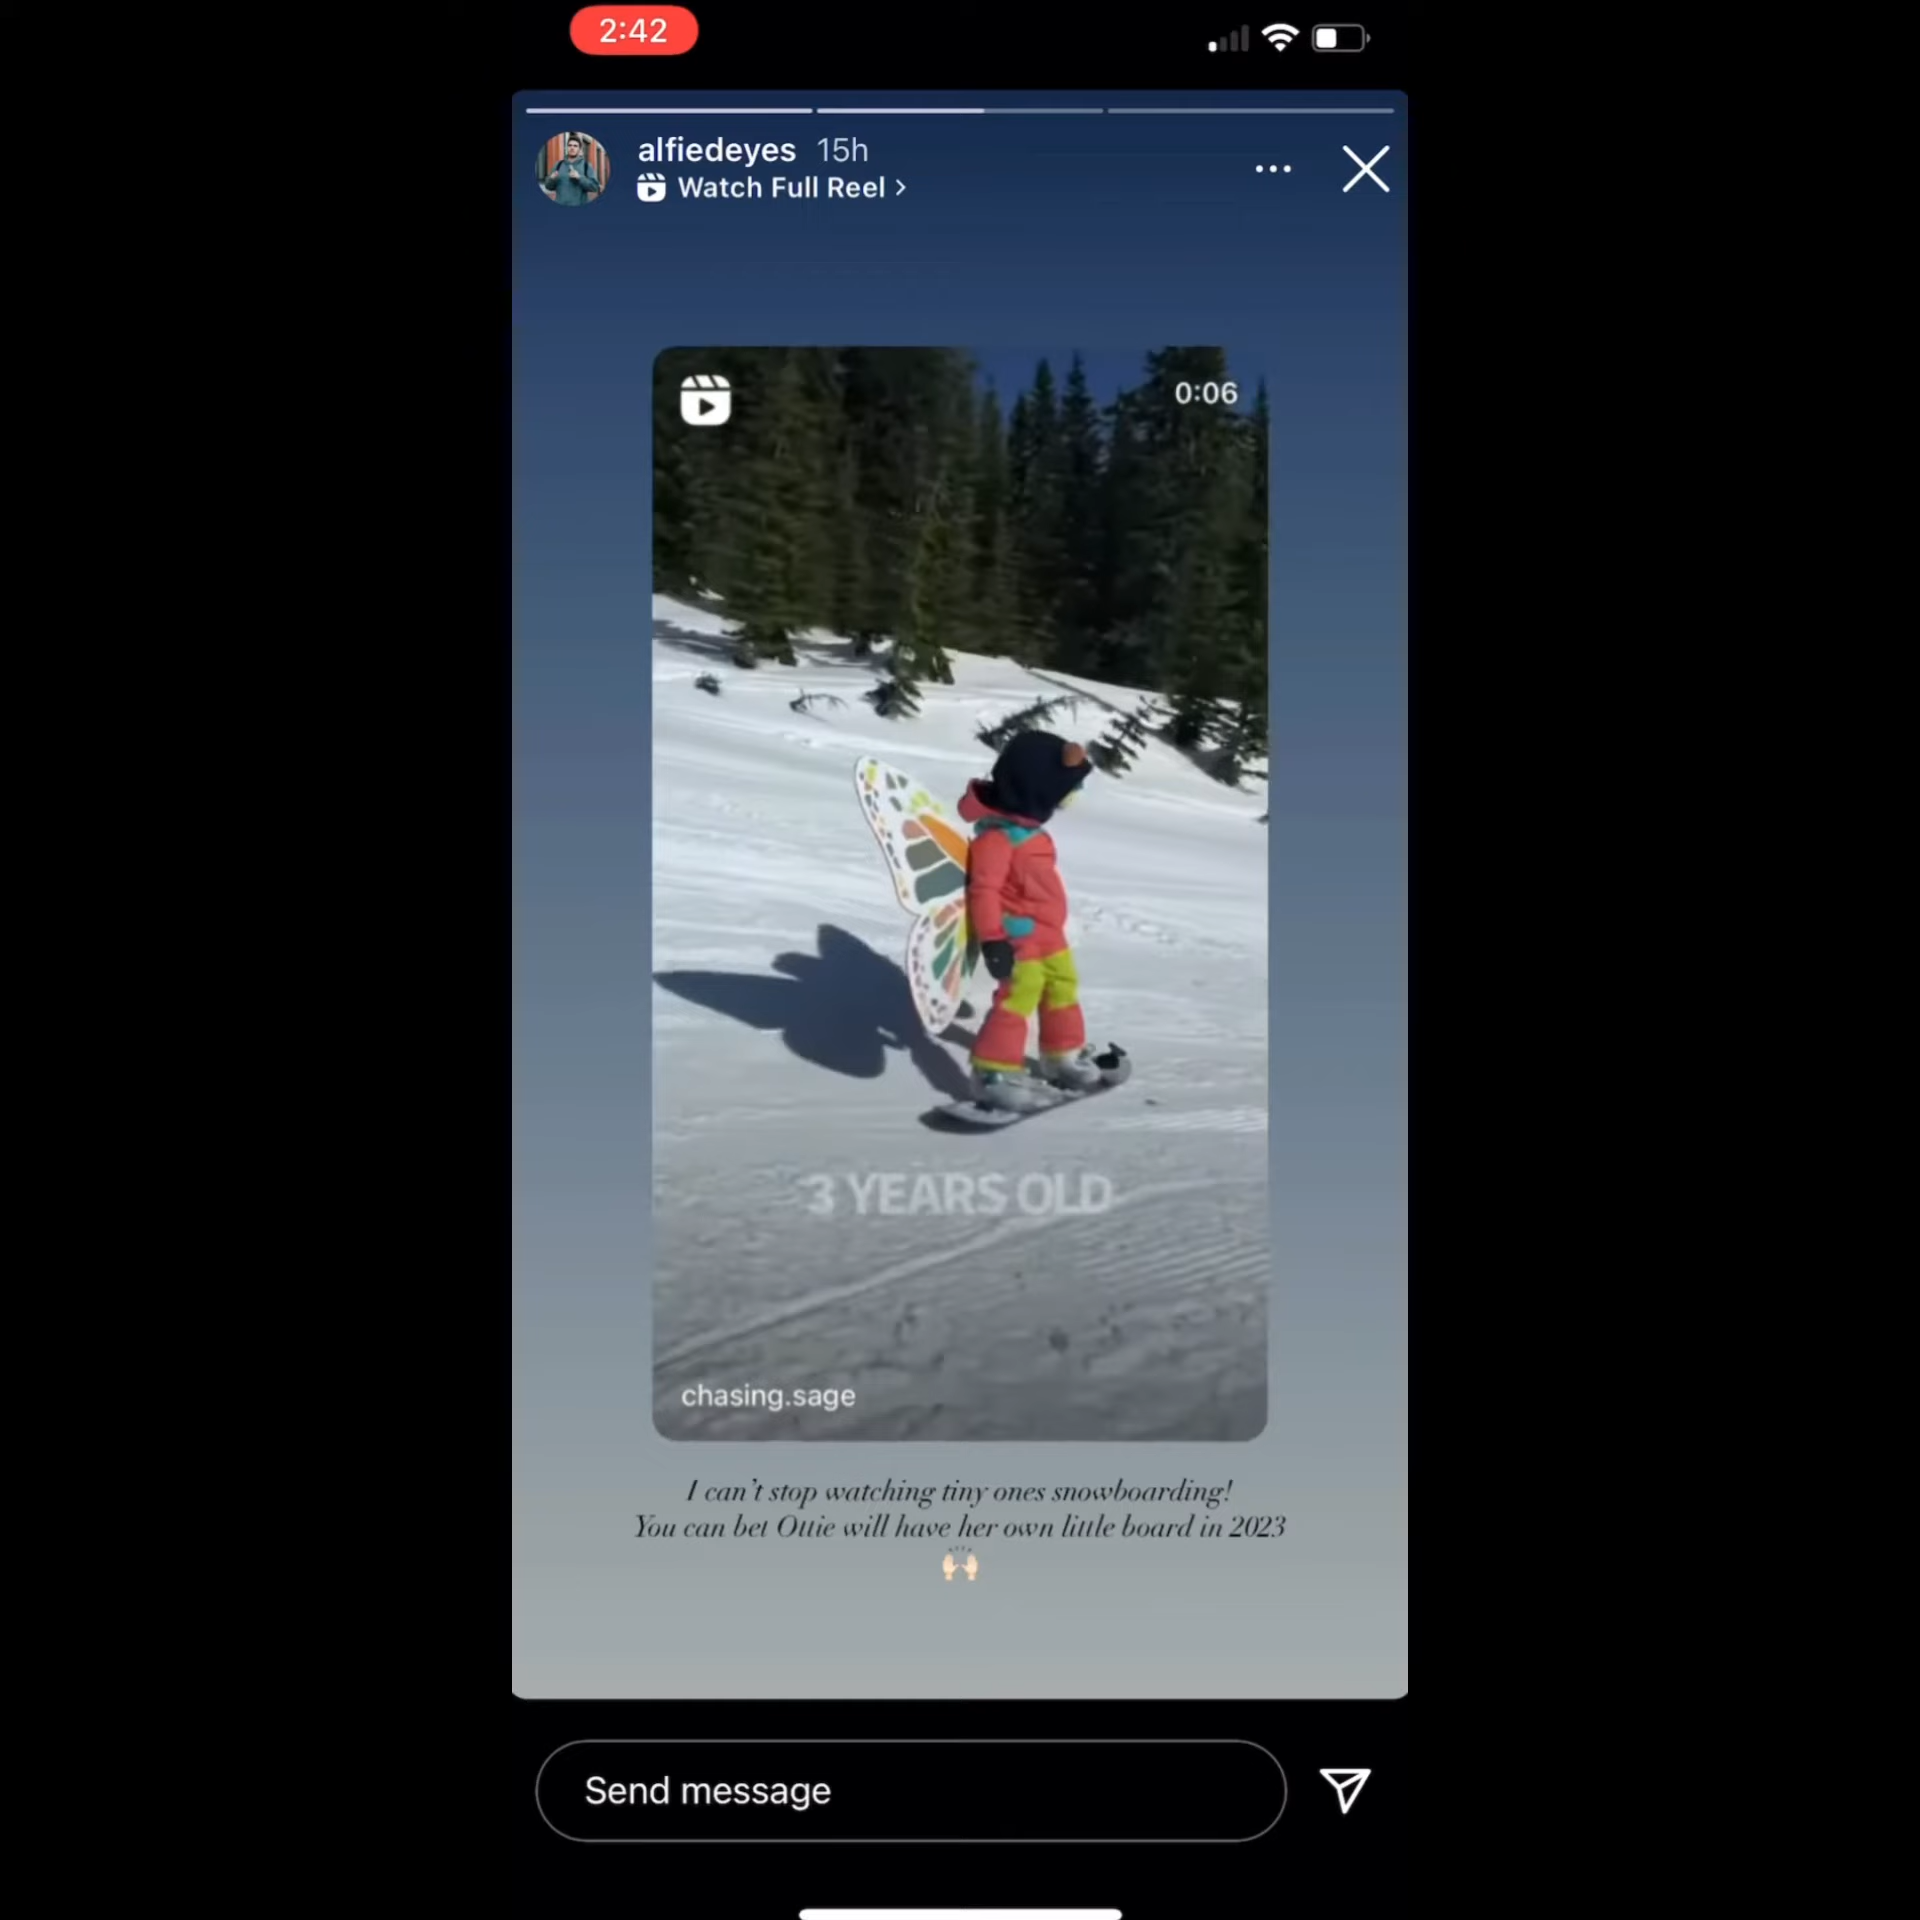 2:42
alfiedeyes 15h
Watch Full Reel >
0:06
3 YEARS OLD
chasing.sage
I can't stop watching tiny ones snowboarding!
You can bet Ottie will have her own little board in 2023
🙌🏻
Send message